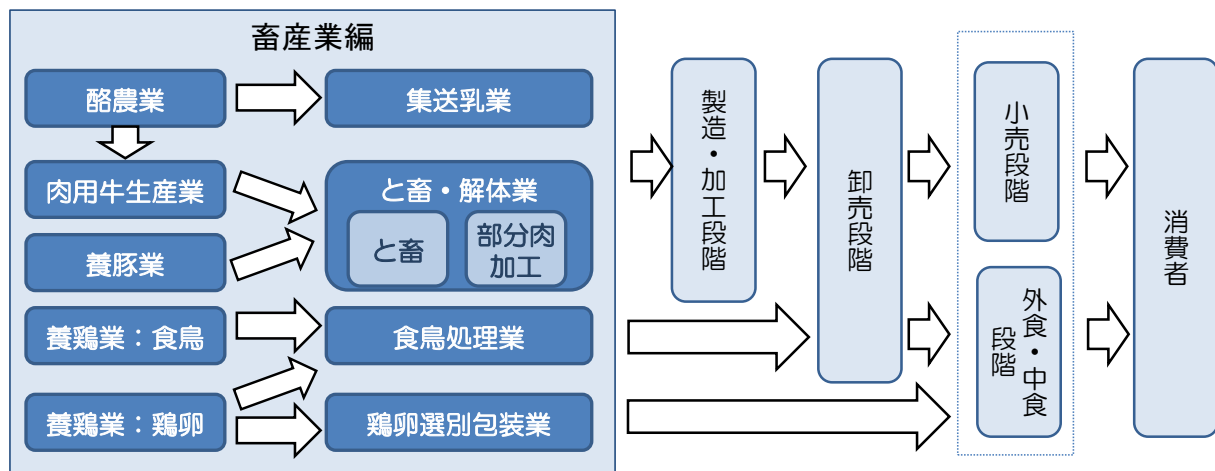 畜産業編
酪農業
集送乳業
肉用牛生産業
と畜・解体業
と畜
部分肉
加工
養豚業
養鶏業：食鳥
食鳥処理業
養鶏業：鶏卵
鶏卵選別包装業
製造・加工段階
卸売段階
小売段階
外食・中食
段階
消費者